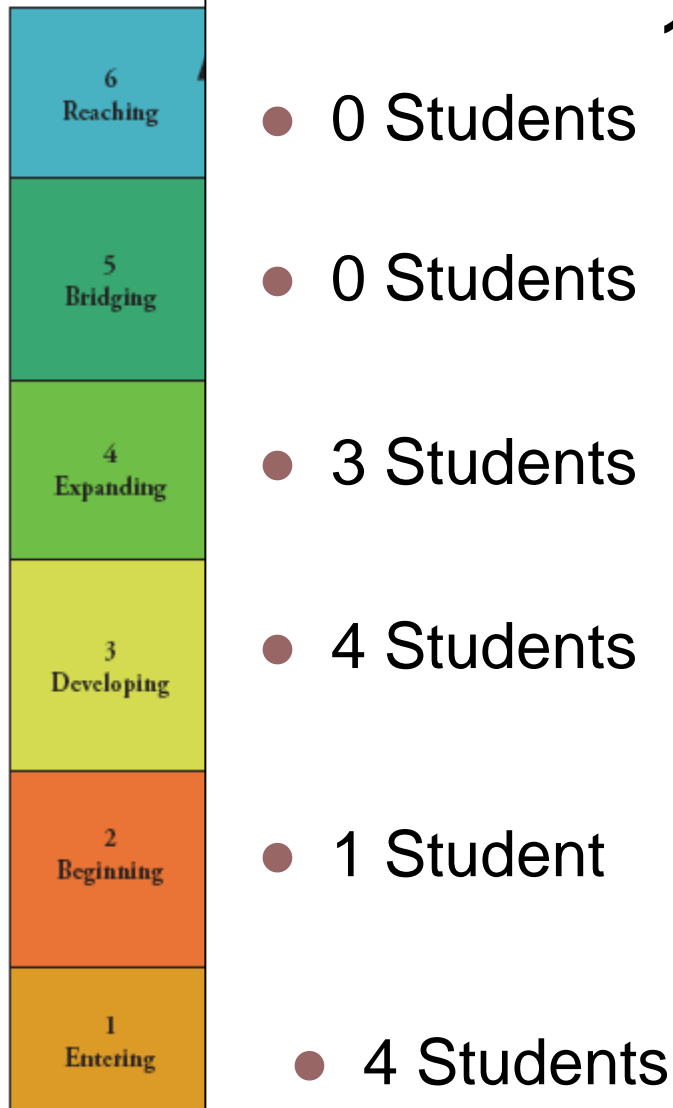 6
Reaching
• 0 Students
5
Bridging
• 0 Students
4
Expanding
• 3 Students
3
Developing
• 4 Students
2
Beginning
• 1 Student
1
Entering
• 4 Students